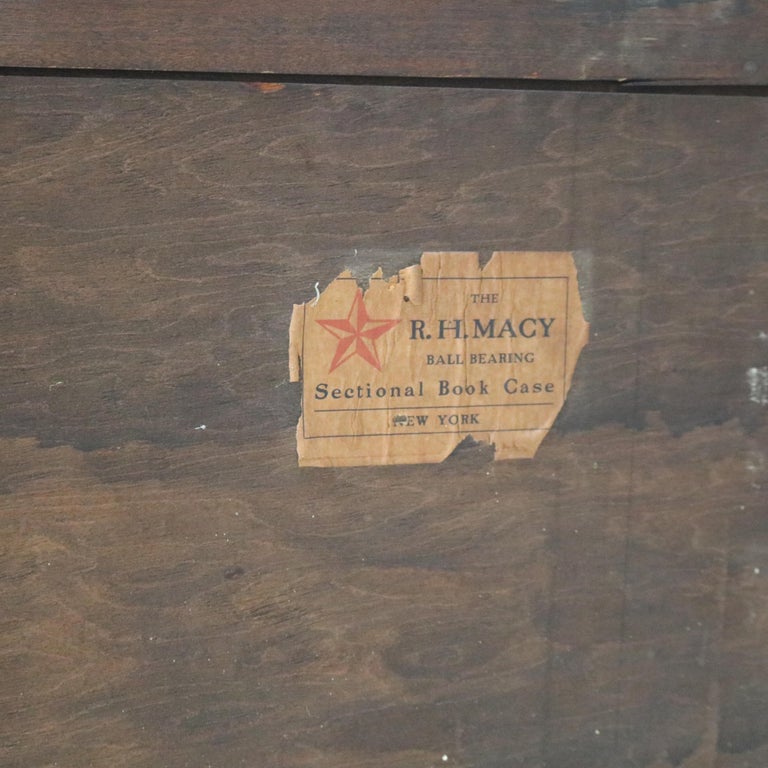 THE
R.H.MACY
BALL BEARING
Sectional Book Case
NEW YORK